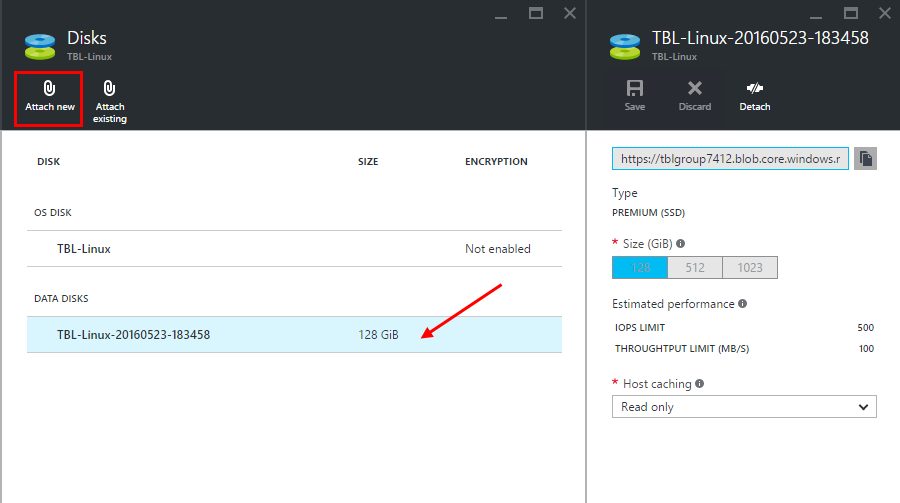 Disks
TBL-Linux
Attach new
Attach existing
DISK SIZE ENCRYPTION
OS DISK
TBL-Linux Not enabled
DATA DISKS
TBL-Linux-20160523-183458 128 GiB
TBL-Linux-20160523-183458
TBL-Linux
Save Discard Detach
https://tblgroup7412.blob.core.windows.r
Type
PREMIUM (SSD)
* Size (GiB)
128 512 1023
Estimated performance
IOPS LIMIT 500
THROUGHTPUT LIMIT (MB/S) 100
* Host caching
Read only